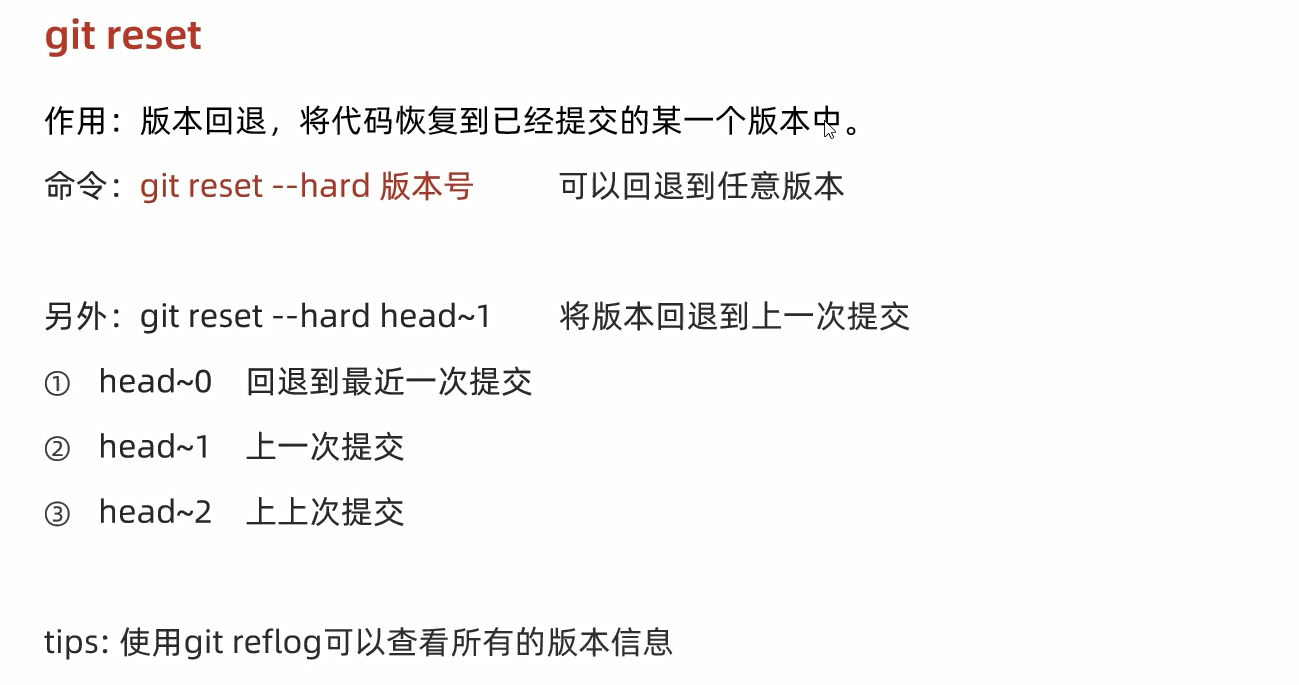 git reset
作用：版本回退，将代码恢复到已经提交的某一个版本中。
命令：git reset --hard 版本号 可以回退到任意版本
另外：git reset --hard head~1 将版本回退到上一次提交
① head~0 回退到最近一次提交
② head~1 上一次提交
③ head~2 上上次提交
tips: 使用git reflog可以查看所有的版本信息